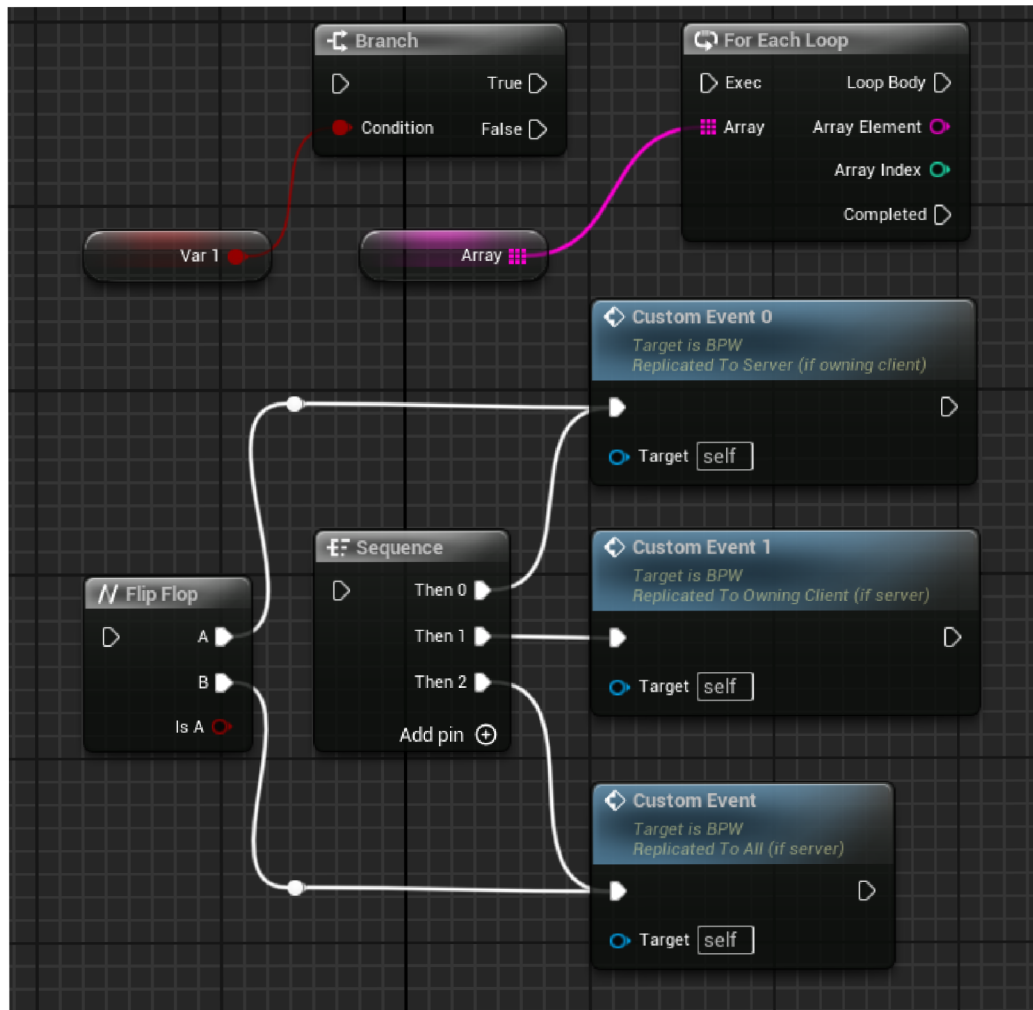 Branch
True
Condition
False
Var 1
For Each Loop
Exec
Loop Body
Array
Array Element
Array Index
Completed
Array
Custom Event 0
Target is BPW
Replicated To Server (if owning client)
Target self
Flip Flop
A
B
Is A
Sequence
Then 0
Then 1
Then 2
Add pin
Custom Event 1
Target is BPW
Replicated To Owning Client (if server)
Target self
Custom Event
Target is BPW
Replicated To All (if server)
Target self